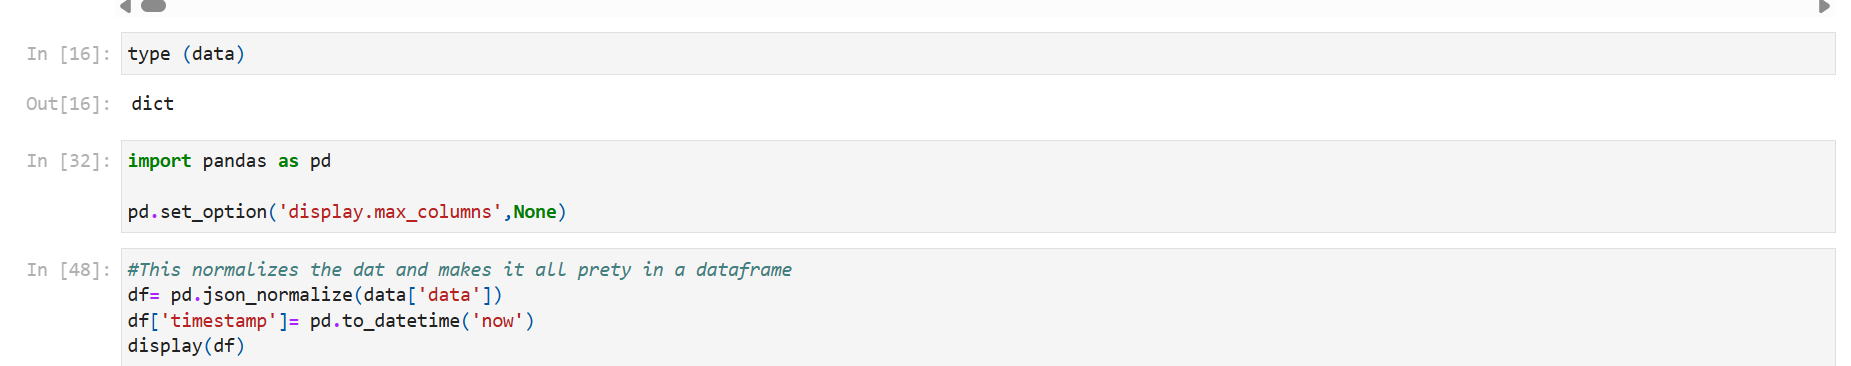 In [16]: type (data)
Out[16]: dict
In [32]: import pandas as pd
pd.set_option('display.max_columns',None)
In [48]: #This normalizes the dat and makes it all prety in a dataframe
df= pd.json_normalize(data['data'])
df['timestamp']= pd.to_datetime('now')
display(df)